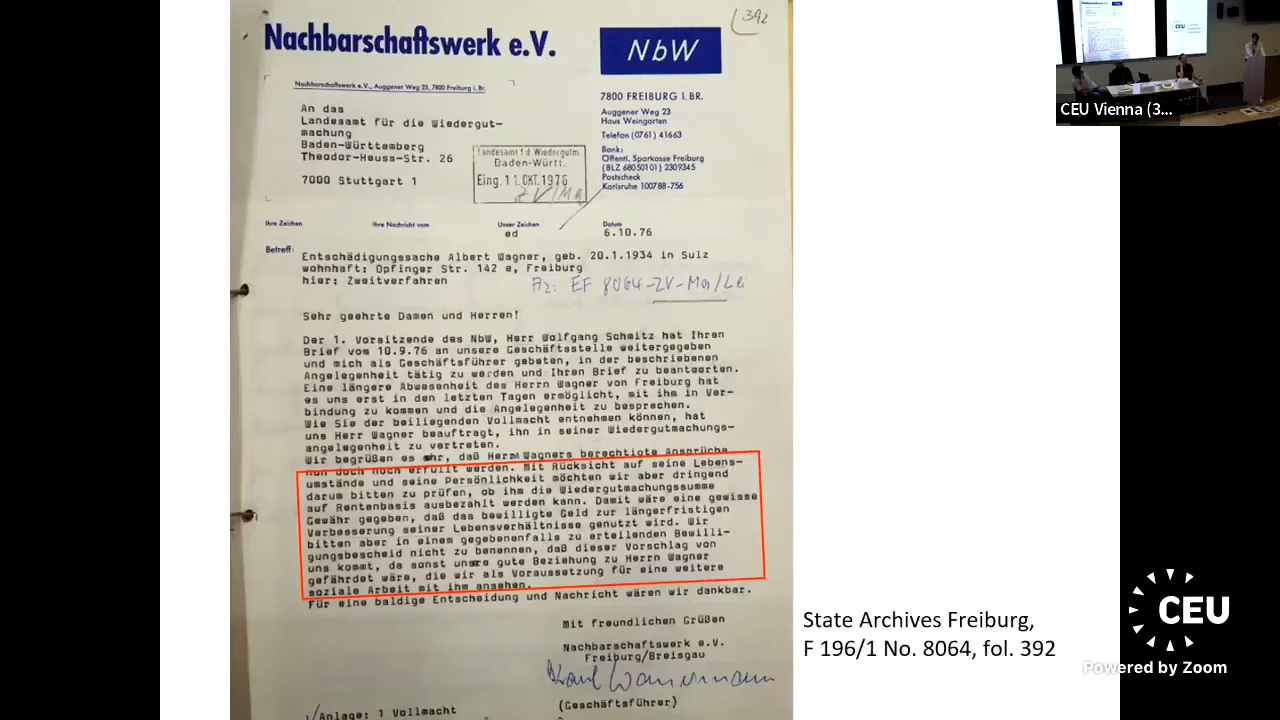 392
Nachbarschaftswerk e.V.
NbW
Nachbarschaftswerk e.V., Augener Weg 23, 7800 Freiburg i. Br.
An das
Landesamt für die Wiedergut-
machung
Baden-Württemberg
Theodor-Heuss-Str. 26
7000 Stuttgart 1
Landesamt f d Wiedergutm.
Baden-Württ.
Eing. 11. OKT. 1976
ZV/Ma
7800 FREIBURG I. BR.
Auggener Weg 23
Haus Weingarten
Telefon (0761) 41663
Bank:
Öffentl. Sparkasse Freiburg
(BLZ 680 501 01) 2309345
Postscheck
Karlsruhe 100788-756
Ihre Zeichen
Ihre Nachricht vom
Unser Zeichen
ed
Datum
6.10.76
Betreff:
Entschädigungssache Albert Wagner, geb. 20.1.1934 in Sulz
wohnhaft: Opfinger Str. 142 e, Freiburg
hier: Zweitverfahren
Az: EF 8064-ZV-Ma/Lei
Sehr geehrte Damen und Herren!
Der 1. Vorsitzende des NbW, Herr Wolfgang Schmitz hat Ihren
Brief vom 10.9.76 an unsere Geschäftsstelle weitergegeben
und mich als Geschäftsführer gebeten, in der beschriebenen
Angelegenheit tätig zu werden und Ihren Brief zu beantworten.
Eine längere Abwesenheit des Herrn Wagner von Freiburg hat
es uns erst in den letzten Tagen ermöglicht, mit ihm in Ver-
bindung zu kommen und die Angelegenheit zu besprechen.
Wie Sie der beiliegenden Vollmacht entnehmen können, hat
uns Herr Wagner beauftragt, ihn in seiner Wiedergutmachungs-
angelegenheit zu vertreten.
Wir begrüßen es sehr, daß Herrn Wagners berechtigte Ansprüche
nun doch noch erfüllt werden. Mit Rücksicht auf seine Lebens-
umstände und seine Persönlichkeit möchten wir aber dringend
darum bitten zu prüfen, ob ihm die Wiedergutmachungssumme
auf Rentenbasis ausbezahlt werden kann. Damit wäre eine gewisse
Gewähr gegeben, daß das bewilligte Geld zur längerfristigen
Verbesserung seiner Lebensverhältnisse genutzt wird. Wir
bitten aber in einem gegebenenfalls zu erteilenden Bewilli-
gungsbescheid nicht zu benennen, daß dieser Vorschlag von
uns kommt, da sonst unsre gute Beziehung zu Herrn Wagner
gefährdet wäre, die wir als Voraussetzung für eine weitere
soziale Arbeit mit ihm ansehen.
Für eine baldige Entscheidung und Nachricht wären wir dankbar.
Mit freundlichen Grüßen
Nachbarschaftswerk e.V.
Freiburg/Breisgau
(Geschäftsführer)
Anlage: 1 Vollmacht
State Archives Freiburg,
F 196/1 No. 8064, fol. 392
CEU Vienna (3...
CEU
CEU
Powered by Zoom